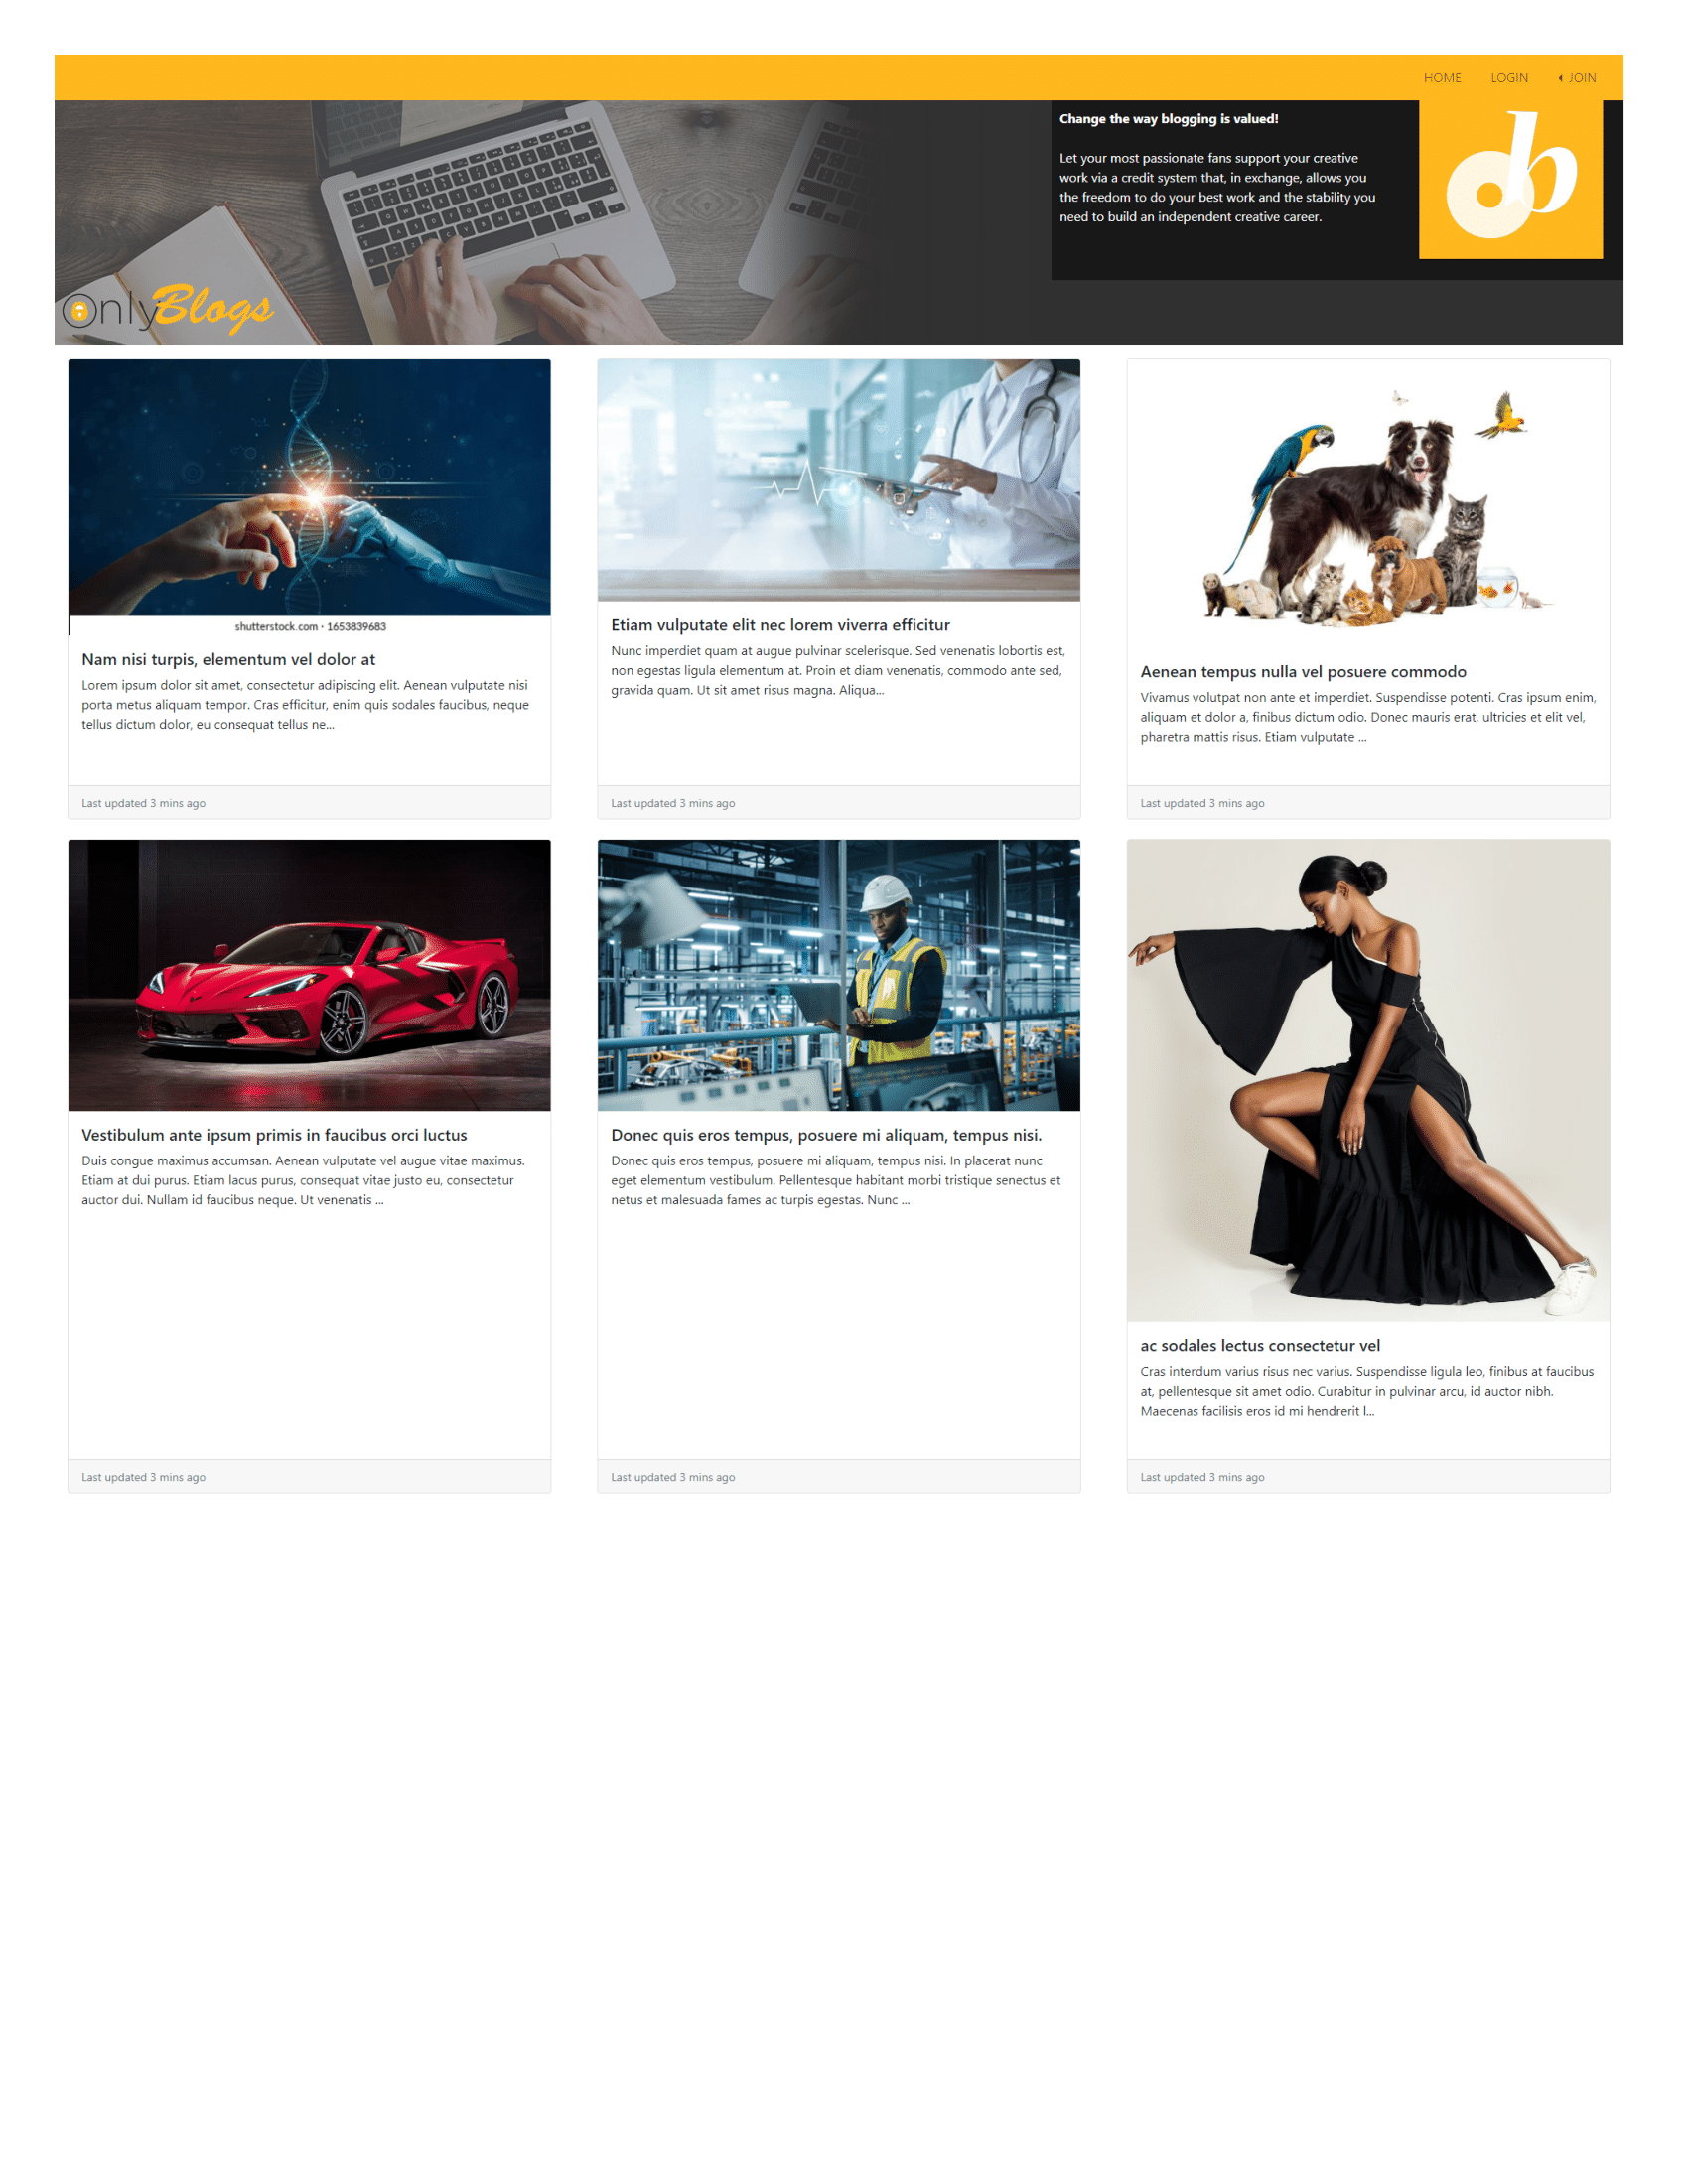 HOME LOGIN JOIN
Change the way blogging is valued!
Let your most passionate fans support your creative
work via a credit system that, in exchange, allows you
the freedom to do your best work and the stability you
need to build an independent creative career.
b
OnlyBlogs
shutterstock.com · 1653839683
Nam nisi turpis, elementum vel dolor at
Lorem ipsum dolor sit amet, consectetur adipiscing elit. Aenean vulputate nisi
porta metus aliquam tempor. Cras efficitur, enim quis sodales faucibus, neque
tellus dictum dolor, eu consequat tellus ne...
Last updated 3 mins ago
Etiam vulputate elit nec lorem viverra efficitur
Nunc imperdiet quam at augue pulvinar scelerisque. Sed venenatis lobortis est,
non egestas ligula elementum at. Proin et diam venenatis, commodo ante sed,
gravida quam. Ut sit amet risus magna. Aliqua...
Last updated 3 mins ago
Aenean tempus nulla vel posuere commodo
Vivamus volutpat non ante et imperdiet. Suspendisse potenti. Cras ipsum enim,
aliquam et dolor a, finibus dictum odio. Donec mauris erat, ultricies et elit vel,
pharetra mattis risus. Etiam vulputate ...
Last updated 3 mins ago
Vestibulum ante ipsum primis in faucibus orci luctus
Duis congue maximus accumsan. Aenean vulputate vel augue vitae maximus.
Etiam at dui purus. Etiam lacus purus, consequat vitae justo eu, consectetur
auctor dui. Nullam id faucibus neque. Ut venenatis ...
Last updated 3 mins ago
Donec quis eros tempus, posuere mi aliquam, tempus nisi.
Donec quis eros tempus, posuere mi aliquam, tempus nisi. In placerat nunc
eget elementum vestibulum. Pellentesque habitant morbi tristique senectus et
netus et malesuada fames ac turpis egestas. Nunc ...
Last updated 3 mins ago
ac sodales lectus consectetur vel
Cras interdum varius risus nec varius. Suspendisse ligula leo, finibus at faucibus
at, pellentesque sit amet odio. Curabitur in pulvinar arcu, id auctor nibh.
Maecenas facilisis eros id mi hendrerit l...
Last updated 3 mins ago